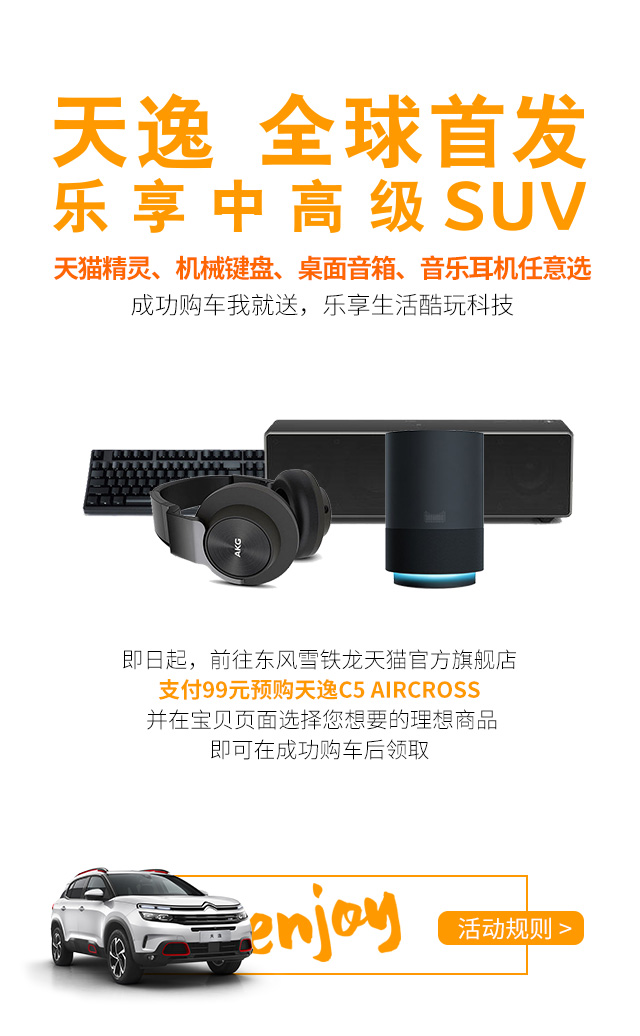 天逸 全球首发
乐享中高级SUV
天猫精灵、机械键盘、桌面音箱、音乐耳机任意选
成功购车我就送，乐享生活酷玩科技
AKG
即日起，前往东风雪铁龙天猫官方旗舰店
支付99元预购天逸C5 AIRCROSS
并在宝贝页面选择您想要的理想商品
即可在成功购车后领取
enjoy
活动规则 >
天逸